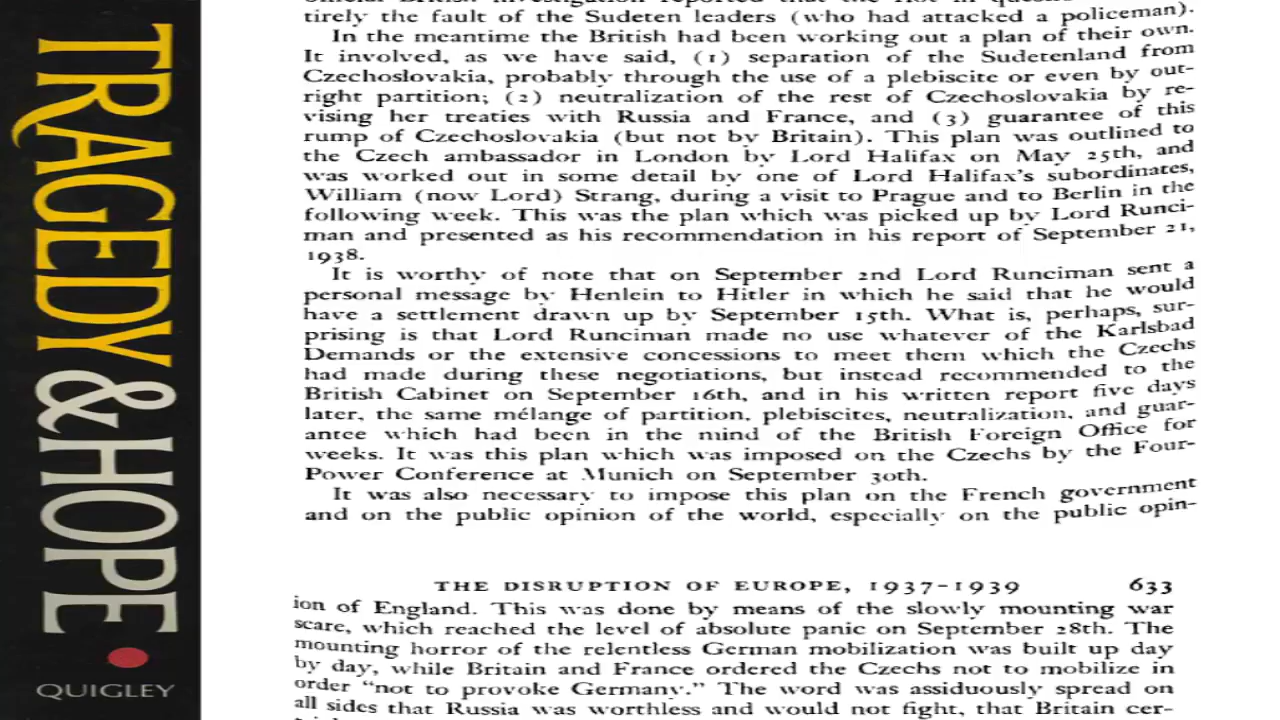 TRAGEDY & HOPE
QUIGLEY
tirely the fault of the Sudeten leaders (who had attacked a policeman).
In the meantime the British had been working out a plan of their own.
It involved, as we have said, (1) separation of the Sudetenland from
Czechoslovakia, probably through the use of a plebiscite or even by out-
right partition; (2) neutralization of the rest of Czechoslovakia by re-
vising her treaties with Russia and France, and (3) guarantee of this
rump of Czechoslovakia (but not by Britain). This plan was outlined to
the Czech ambassador in London by Lord Halifax on May 25th, and
was worked out in some detail by one of Lord Halifax's subordinates,
William (now Lord) Strang, during a visit to Prague and to Berlin in the
following week. This was the plan which was picked up by Lord Runci-
man and presented as his recommendation in his report of September 21,
1938.
It is worthy of note that on September 2nd Lord Runciman sent a
personal message by Henlein to Hitler in which he said that he would
have a settlement drawn up by September 15th. What is, perhaps, sur-
prising is that Lord Runciman made no use whatever of the Karlsbad
Demands or the extensive concessions to meet them which the Czechs
had made during these negotiations, but instead recommended to the
British Cabinet on September 16th, and in his written report five days
later, the same mélange of partition, plebiscites, neutralization, and guar-
antee which had been in the mind of the British Foreign Office for
weeks. It was this plan which was imposed on the Czechs by the Four-
Power Conference at Munich on September 30th.
It was also necessary to impose this plan on the French government
and on the public opinion of the world, especially on the public opin-
THE DISRUPTION OF EUROPE, 1937-1939 633
ion of England. This was done by means of the slowly mounting war
scare, which reached the level of absolute panic on September 28th. The
mounting horror of the relentless German mobilization was built up day
by day, while Britain and France ordered the Czechs not to mobilize in
order "not to provoke Germany." The word was assiduously spread on
all sides that Russia was worthless and would not fight, that Britain cer-